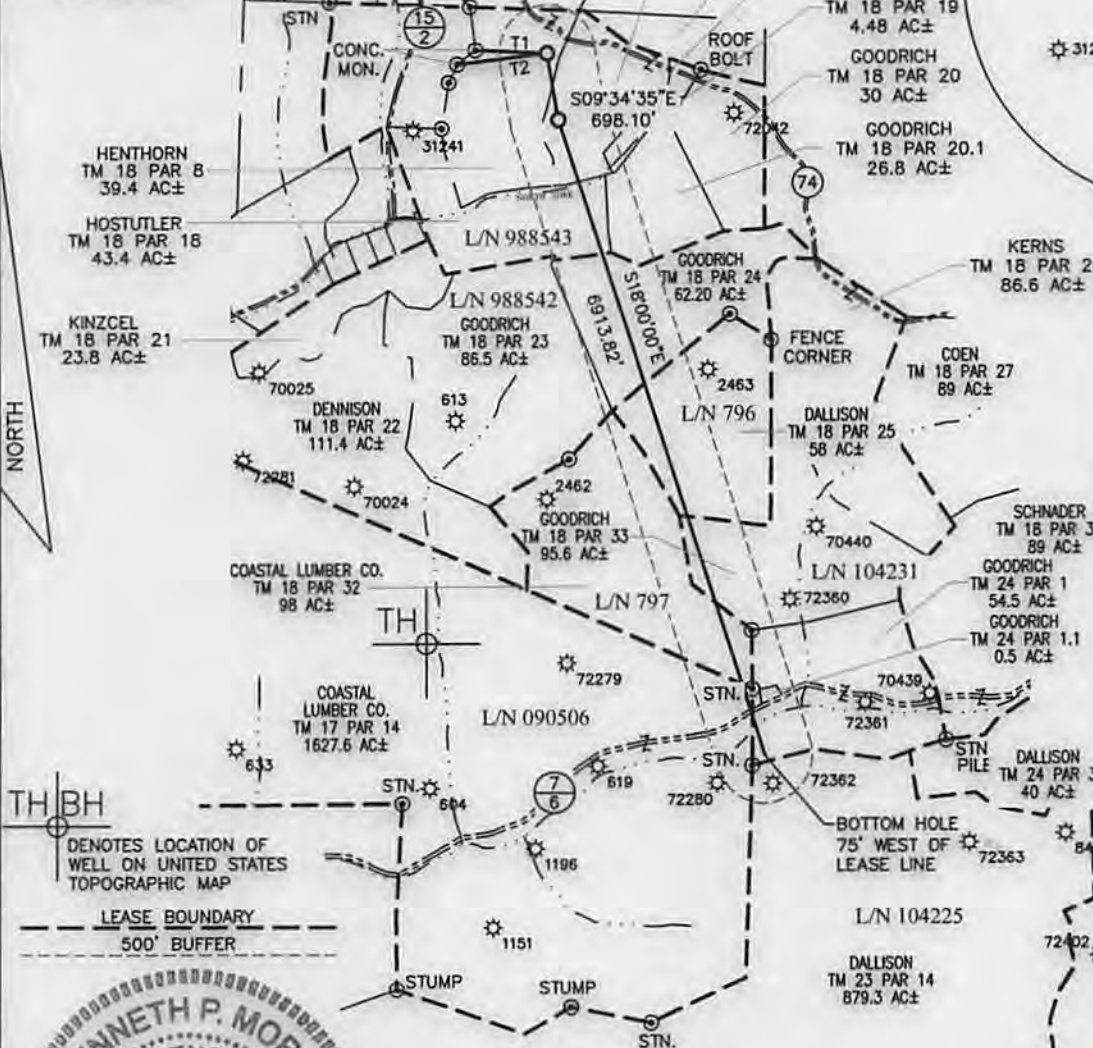 STN
15
2
TM 18 PAR 19
4.48 AC±
CONC.
MON.
T1
T2
ROOF
BOLT
GOODRICH
TM 18 PAR 20
30 AC±
S09°34'35"E
698.10'
72042
31241
GOODRICH
TM 18 PAR 20.1
26.8 AC±
74
HENTHORN
TM 18 PAR 8
39.4 AC±
HOSTUTLER
TM 18 PAR 18
43.4 AC±
L/N 988543
KERNS
TM 18 PAR 2
86.6 AC±
GOODRICH
TM 18 PAR 24
62.20 AC±
S18°00'00"E
6913.82'
L/N 988542
GOODRICH
TM 18 PAR 23
86.5 AC±
KINZCEL
TM 18 PAR 21
23.8 AC±
FENCE
CORNER
COEN
TM 18 PAR 27
89 AC±
70025
2463
613
DENNISON
TM 18 PAR 22
111.4 AC±
L/N 796
DALLISON
TM 18 PAR 25
58 AC±
NORTH
72281
70024
2462
GOODRICH
TM 18 PAR 33
95.6 AC±
70440
SCHNADER
TM 18 PAR 3
89 AC±
COASTAL LUMBER CO.
TM 18 PAR 32
98 AC±
L/N 104231
GOODRICH
TM 24 PAR 1
54.5 AC±
L/N 797
72360
GOODRICH
TM 24 PAR 1.1
0.5 AC±
TH
72279
STN.
70439
72361
COASTAL
LUMBER CO.
TM 17 PAR 14
1627.6 AC±
L/N 090506
633
STN.
STN
PILE
DALLISON
TM 24 PAR 3
40 AC±
STN.
604
7
6
619
72280
72362
TH BH
DENOTES LOCATION OF
WELL ON UNITED STATES
TOPOGRAPHIC MAP
BOTTOM HOLE
75' WEST OF
LEASE LINE
72363
84
1196
LEASE BOUNDARY
500' BUFFER
L/N 104225
1151
72402
DALLISON
TM 23 PAR 14
879.3 AC±
STUMP
STUMP
STN.
NNETH P. MOR
312